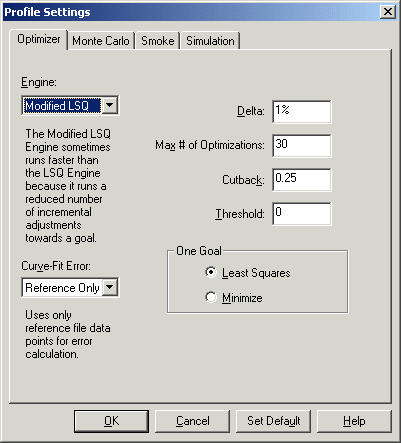 Profile Settings
Optimizer Monte Carlo Smoke Simulation
Engine:
Modified LSQ
The Modified LSQ
Engine sometimes
runs faster than
the LSQ Engine
because it runs a
reduced number
of incremental
adjustments
towards a goal.
Curve-Fit Error:
Reference Only
Uses only
reference file data
points for error
calculation.
Delta: 1%
Max # of Optimizations: 30
Cutback: 0.25
Threshold: 0
One Goal
Least Squares
Minimize
OK Cancel Set Default Help